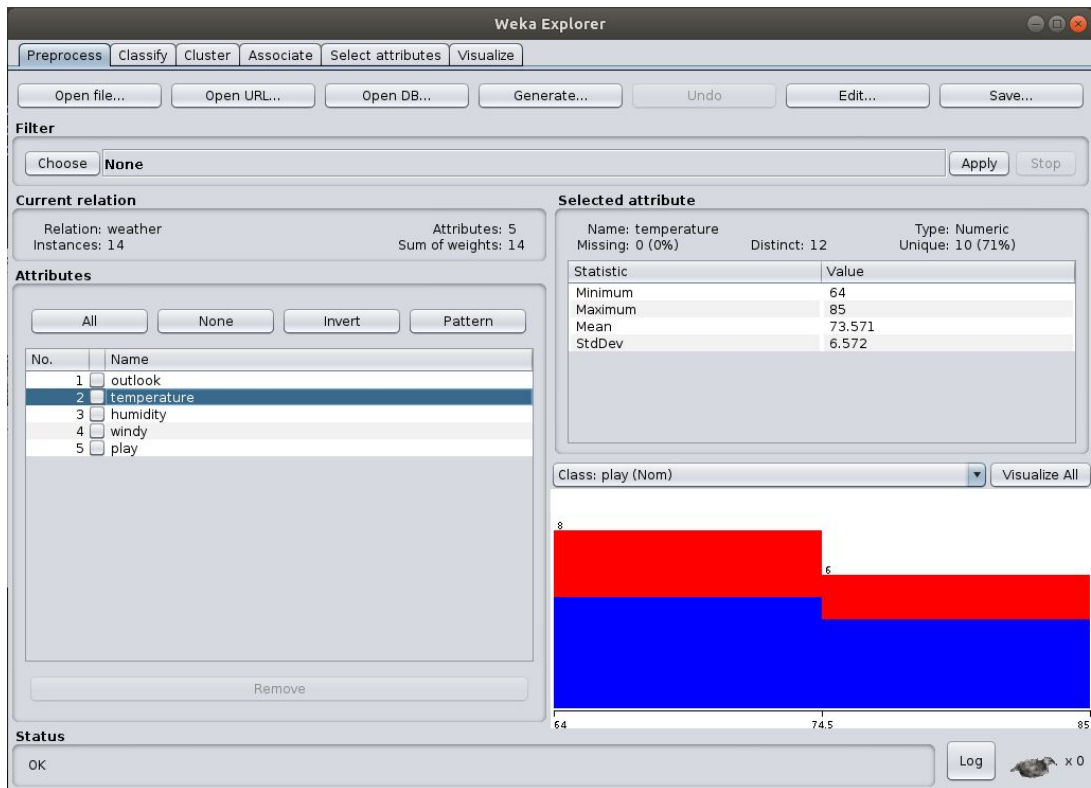 Weka Explorer
Preprocess Classify Cluster Associate Select attributes Visualize
Open file... Open URL... Open DB... Generate... Undo Edit... Save...
Filter
Choose None Apply Stop
Current relation
Relation: weather Attributes: 5
Instances: 14 Sum of weights: 14
Attributes
All None Invert Pattern
No. Name
1 outlook
2 temperature
3 humidity
4 windy
5 play
Remove
Selected attribute
Name: temperature Type: Numeric
Missing: 0 (0%) Distinct: 12 Unique: 10 (71%)
Statistic Value
Minimum 64
Maximum 85
Mean 73.571
StdDev 6.572
Class: play (Nom) Visualize All
8
6
64 74.5 85
Status
OK Log x 0